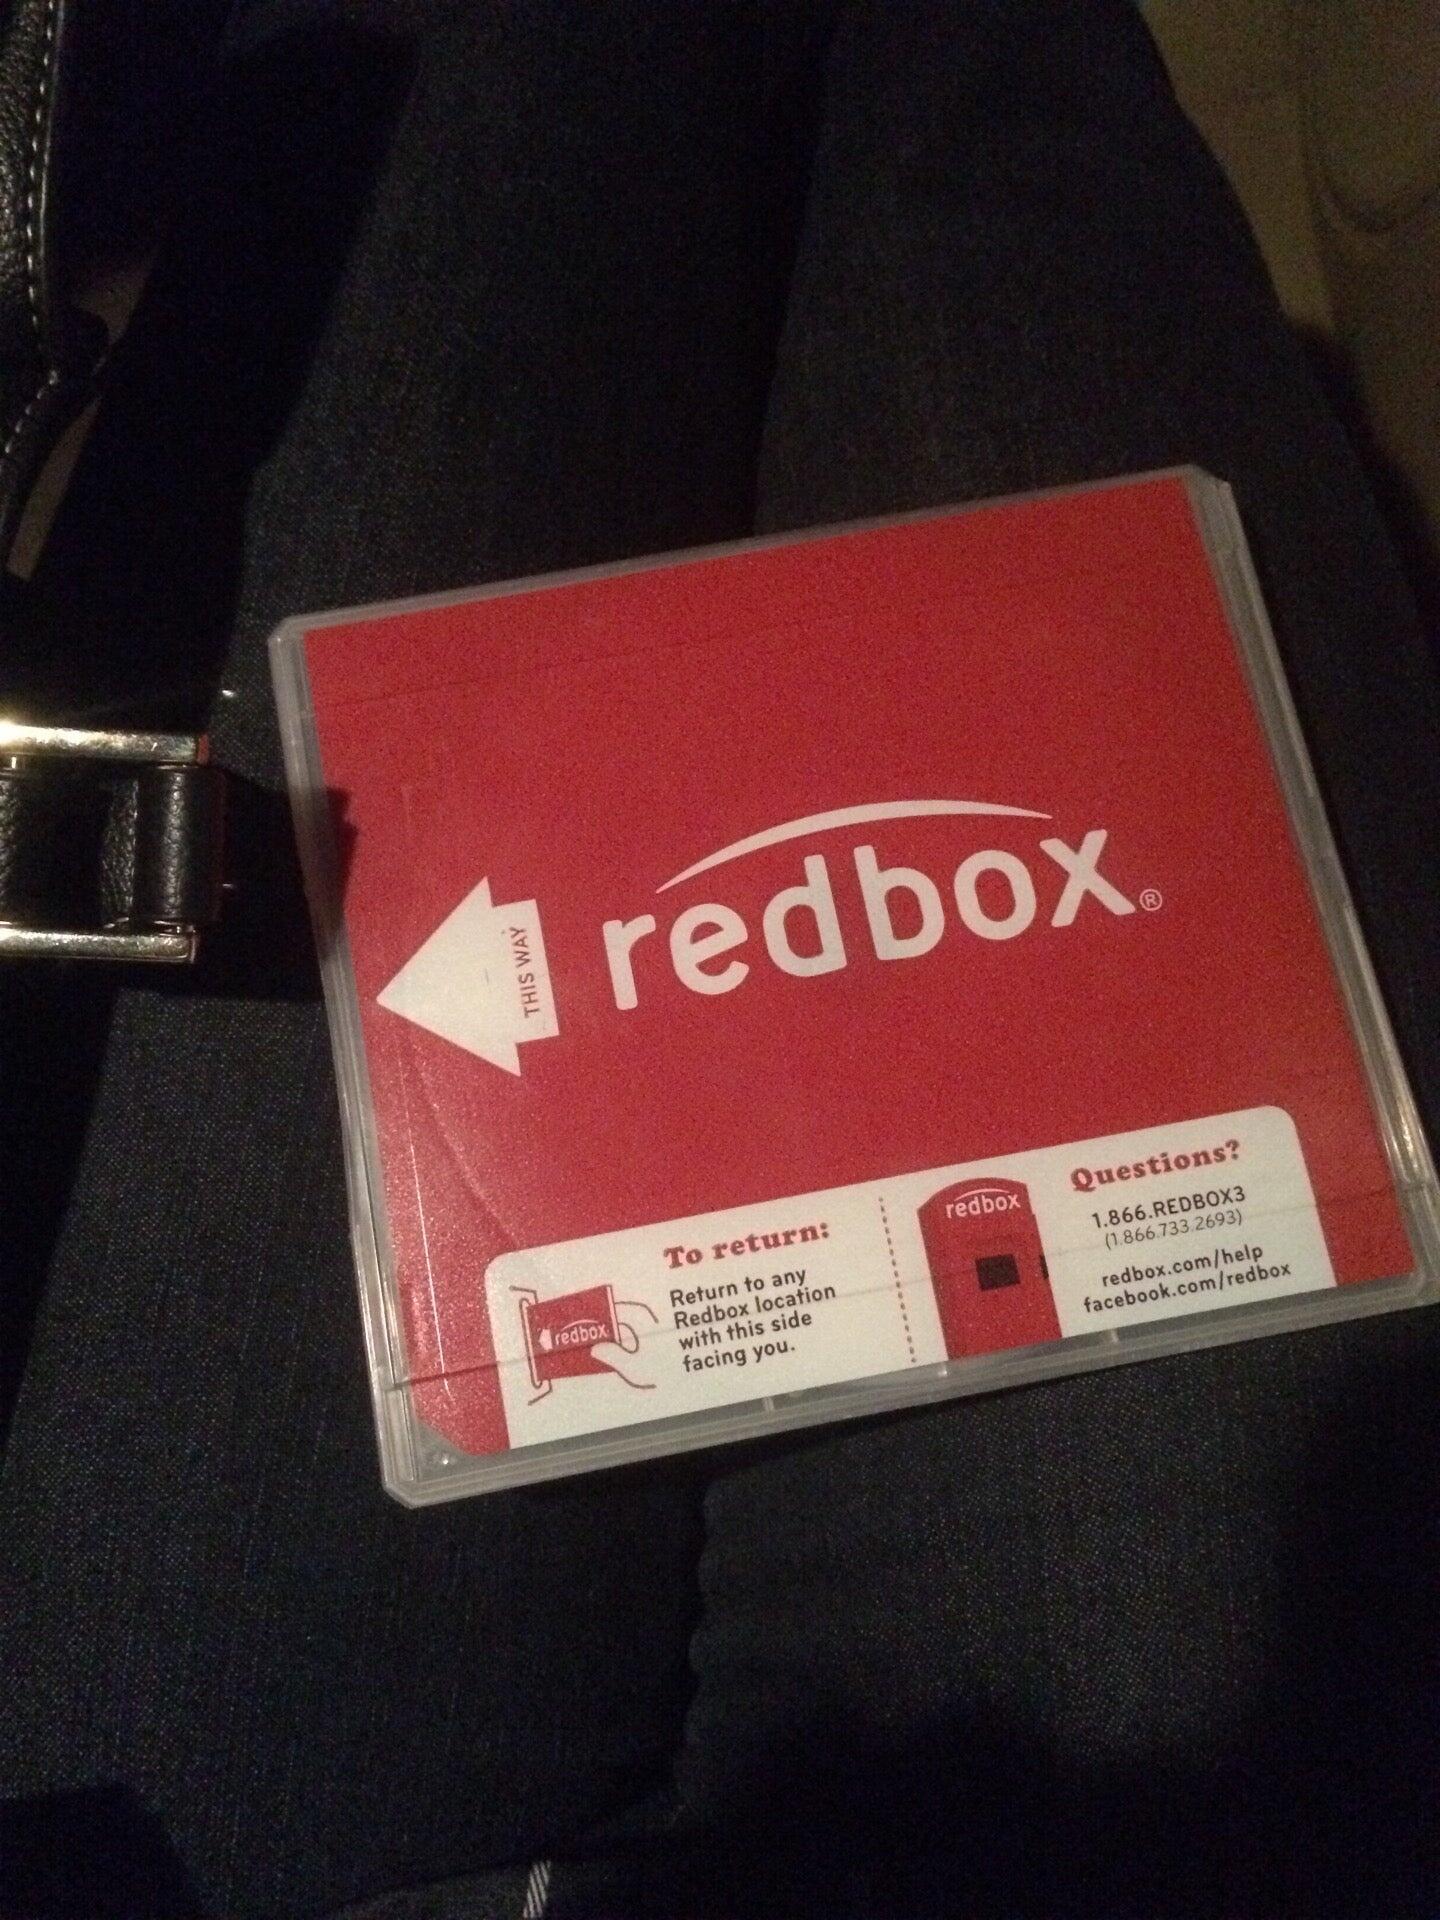 redbox®
THIS WAY
To return:
Return to any
Redbox location
with this side
facing you.
redbox
redbox
Questions?
1.866.REDBOX3
(1.866.733.2693)
redbox.com/help
facebook.com/redbox